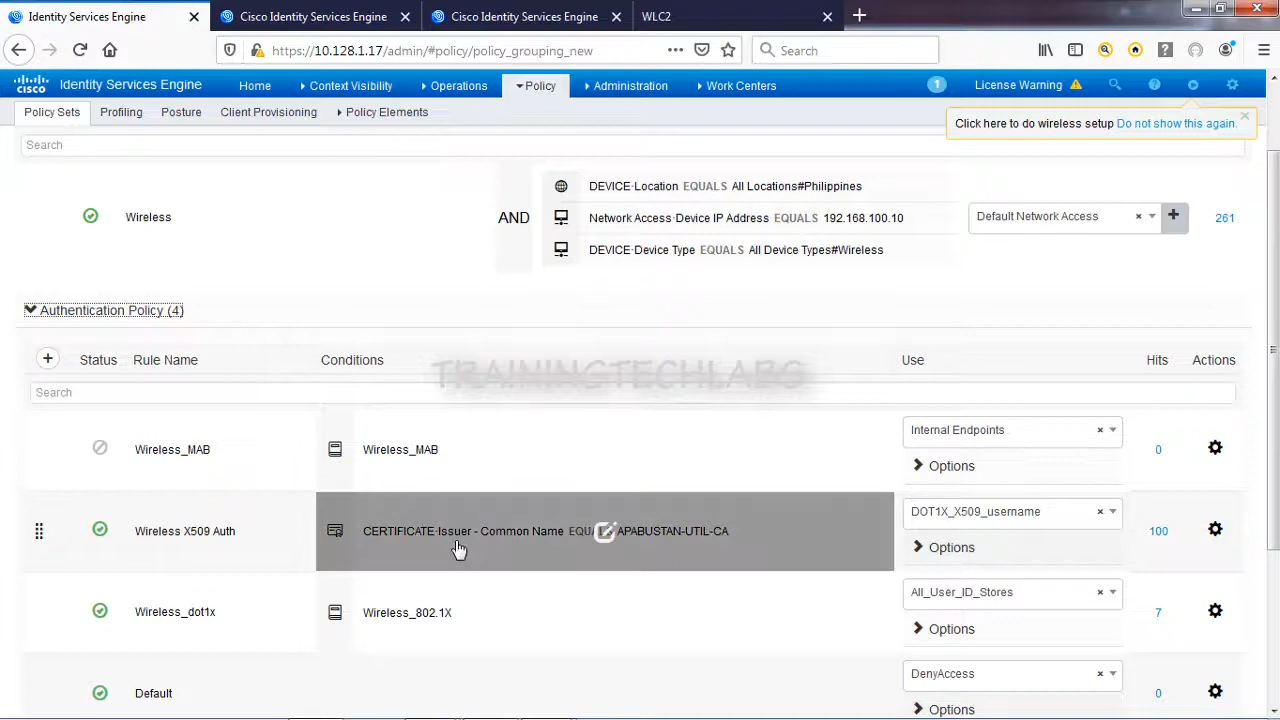 Identity Services Engine
Cisco Identity Services Engine
Cisco Identity Services Engine
WLC2
https://10.128.1.17/admin/#policy/policy_grouping_new
Search
CISCO Identity Services Engine Home Context Visibility Operations Policy Administration Work Centers 1 License Warning
Policy Sets Profiling Posture Client Provisioning Policy Elements
Click here to do wireless setup Do not show this again.
Search
Wireless
AND
DEVICE·Location EQUALS All Locations#Philippines
Network Access·Device IP Address EQUALS 192.168.100.10
DEVICE·Device Type EQUALS All Device Types#Wireless
Default Network Access
261
Authentication Policy (4)
Status Rule Name Conditions Use Hits Actions
TRAININGTECHLABS
Search
Wireless_MAB Wireless_MAB Internal Endpoints 0
Options
Wireless X509 Auth CERTIFICATE·Issuer - Common Name APABUSTAN-UTIL-CA DOT1X_X509_username 100
Options
Wireless_dot1x Wireless_802.1X All_User_ID_Stores 7
Options
Default DenyAccess 0
Options